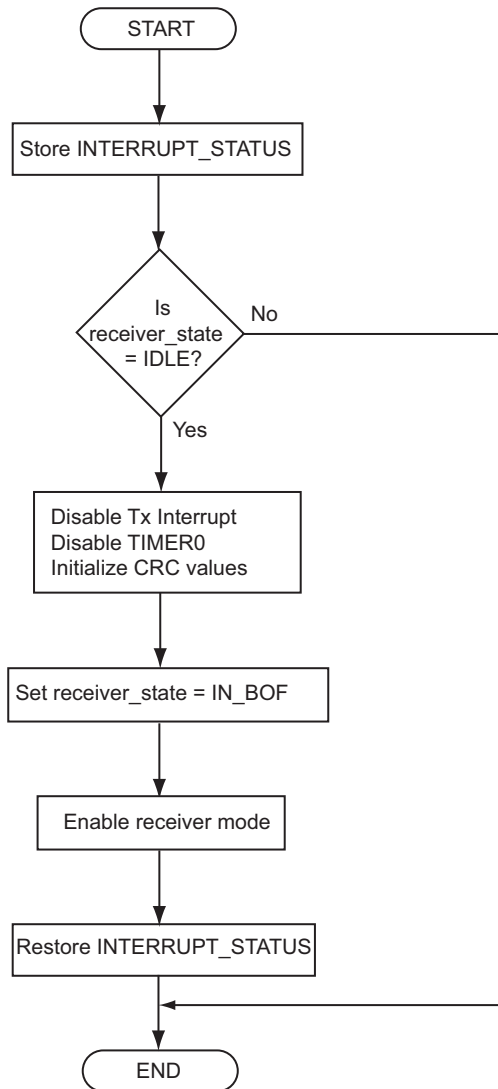 START
Store INTERRUPT_STATUS
Is
receiver_state
= IDLE?
No
Yes
Disable Tx Interrupt
Disable TIMER0
Initialize CRC values
Set receiver_state = IN_BOF
Enable receiver mode
Restore INTERRUPT_STATUS
END